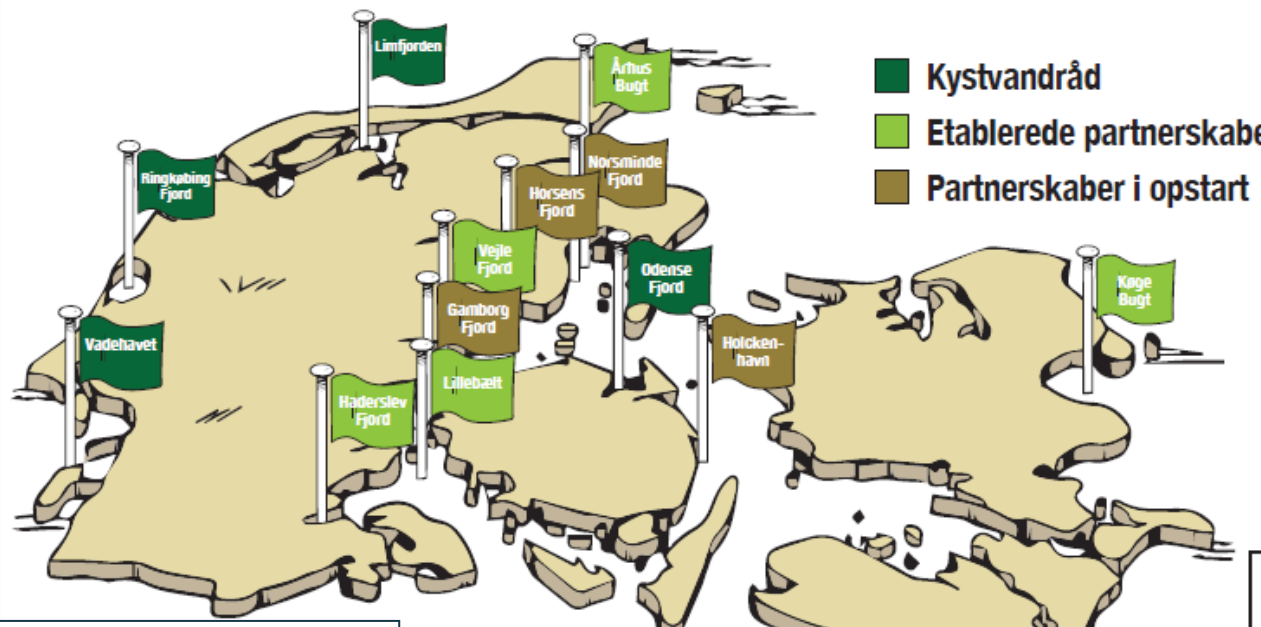 Limfjorden
Århus
Bugt
Kystvandråd
Etablerede partnerskabe
Partnerskaber i opstart
Ringkøbing
Fjord
Norsminde
Fjord
Horsens
Fjord
Vejle
Fjord
Odense
Fjord
Køge
Bugt
Gamborg
Fjord
Vadehavet
Holcken-
havn
Lillebælt
Haderslev
Fjord